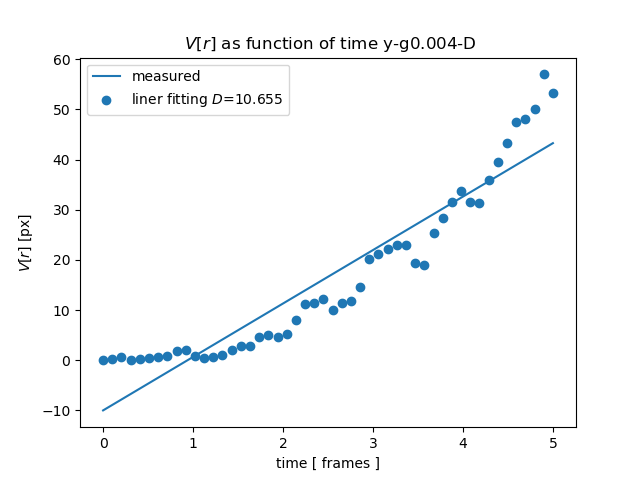 V[r] as function of time y-g0.004-D
measured
liner fitting D=10.655
60
50
40
30
20
10
0
−10
V[r] [px]
0 1 2 3 4 5
time [ frames ]